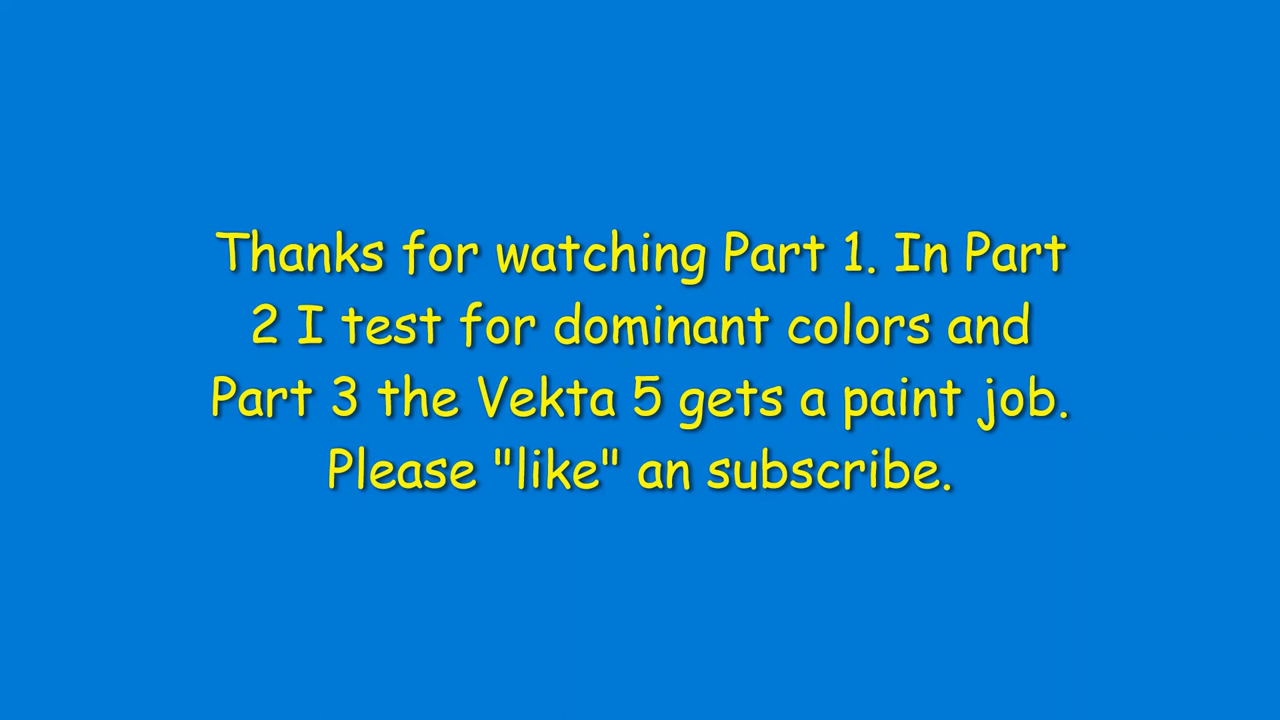 Thanks for watching Part 1. In Part
2 I test for dominant colors and
Part 3 the Vekta 5 gets a paint job.
Please "like" an subscribe.